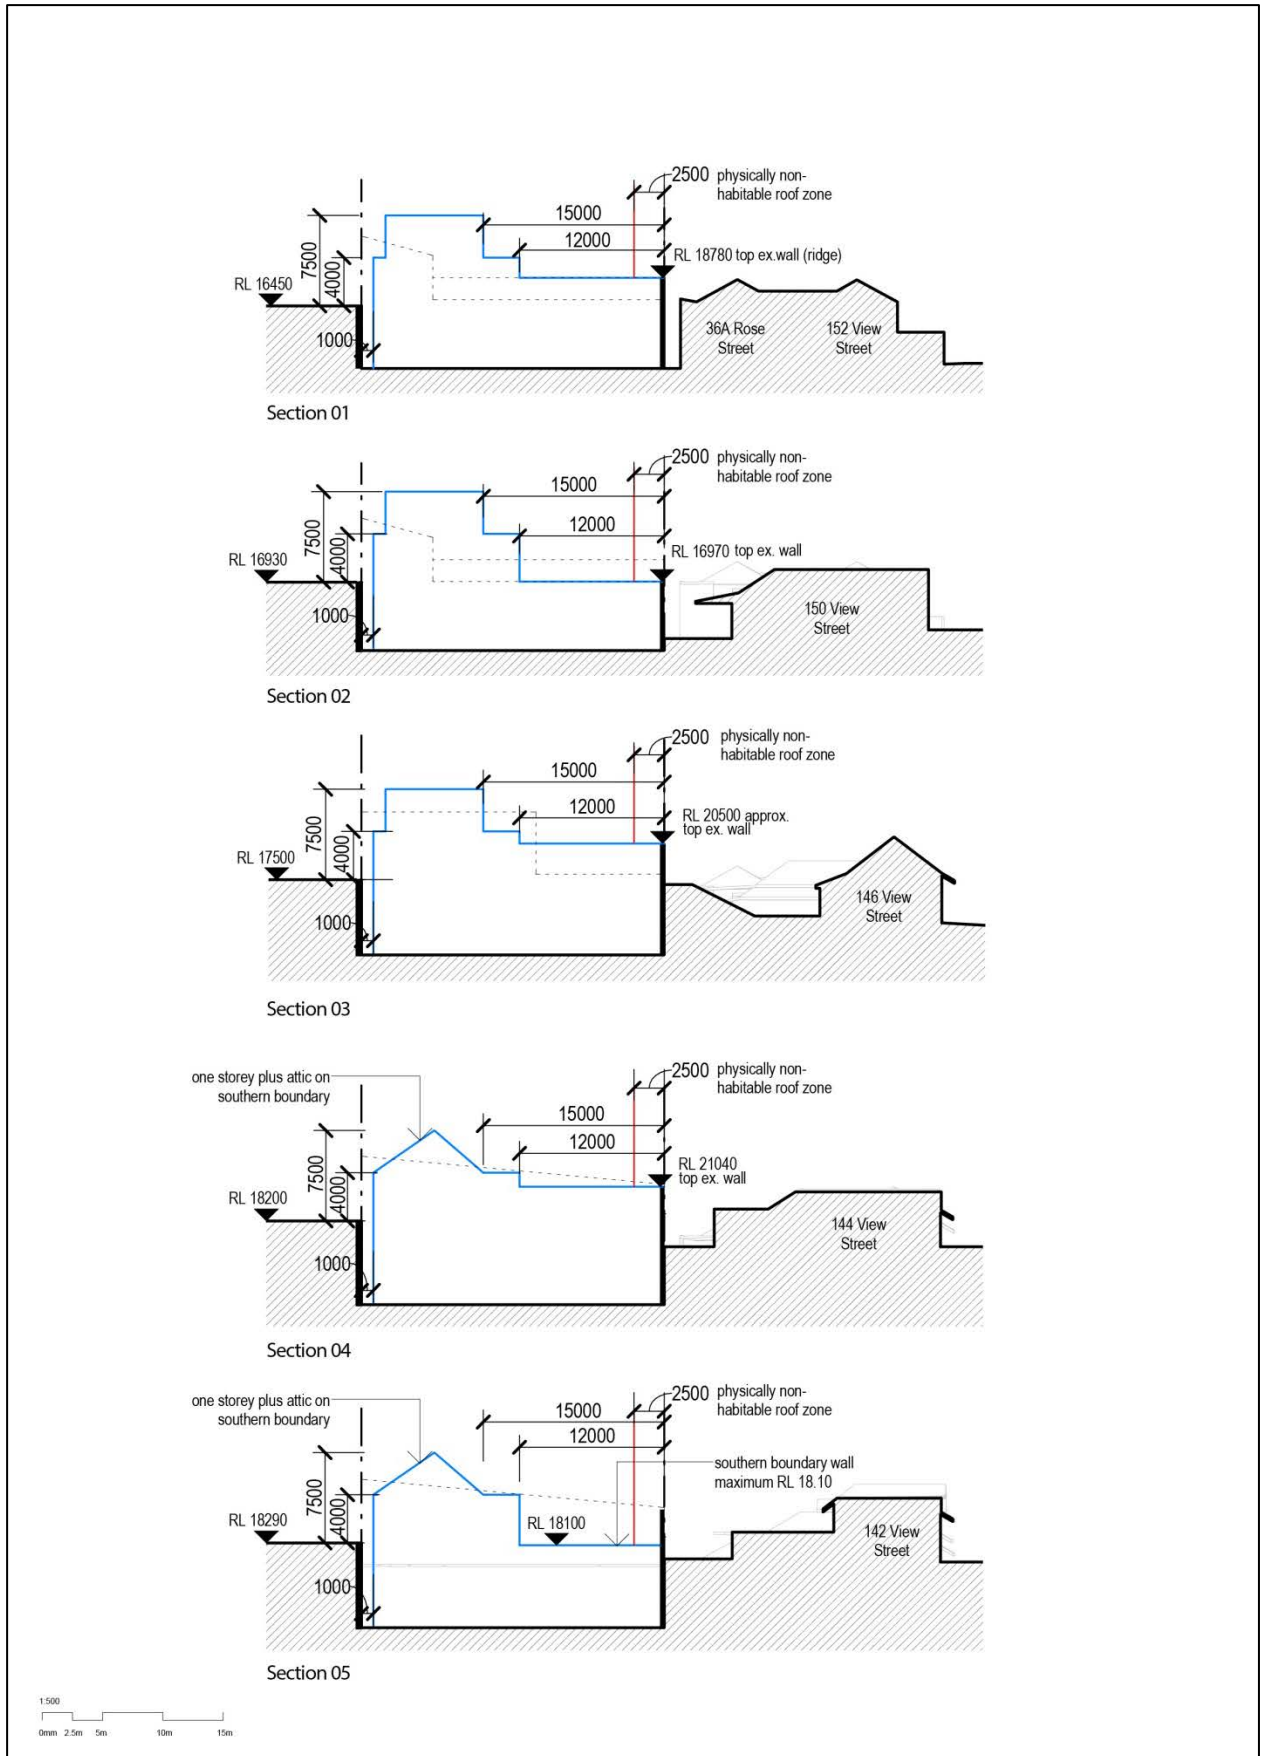 2500 physically non-
habitable roof zone
15000
12000
RL 18780 top ex.wall (ridge)
7500
4000
RL 16450
1000
36A Rose
Street
152 View
Street
Section 01
2500 physically non-
habitable roof zone
15000
12000
RL 16970 top ex. wall
7500
4000
RL 16930
1000
150 View
Street
Section 02
2500 physically non-
habitable roof zone
15000
12000
RL 20500 approx.
top ex. wall
7500
4000
RL 17500
1000
146 View
Street
Section 03
one storey plus attic on
southern boundary
2500 physically non-
habitable roof zone
15000
12000
RL 21040
top ex. wall
7500
4000
RL 18200
1000
144 View
Street
Section 04
one storey plus attic on
southern boundary
2500 physically non-
habitable roof zone
15000
12000
southern boundary wall
maximum RL 18.10
7500
4000
RL 18290
RL 18100
1000
142 View
Street
Section 05
1:500
0mm 2.5m 5m 10m 15m